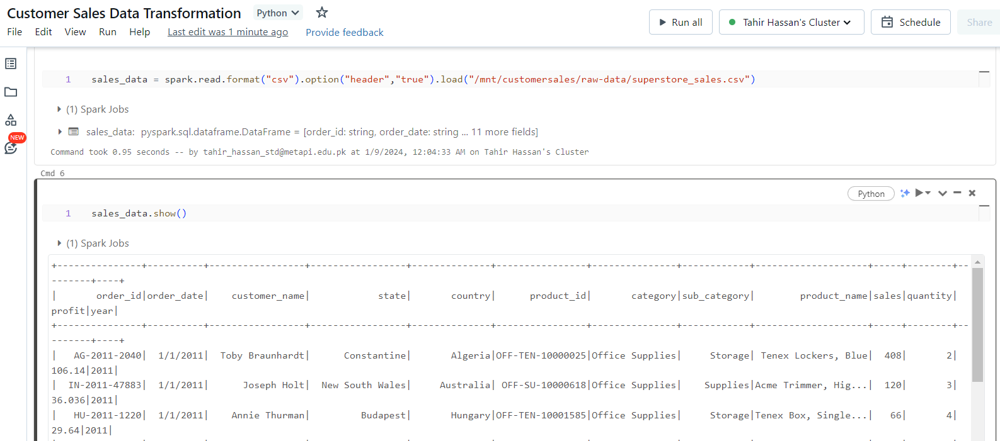 Customer Sales Data Transformation Python
File Edit View Run Help Last edit was 1 minute ago Provide feedback
Run all Tahir Hassan's Cluster Schedule Share
NEW
1 sales_data = spark.read.format("csv").option("header","true").load("/mnt/customersales/raw-data/superstore_sales.csv")
(1) Spark Jobs
sales_data: pyspark.sql.dataframe.DataFrame = [order_id: string, order_date: string ... 11 more fields]
Command took 0.95 seconds -- by tahir_hassan_std@metapi.edu.pk at 1/9/2024, 12:04:33 AM on Tahir Hassan's Cluster
Cmd 6
Python
1 sales_data.show()
(1) Spark Jobs
+---------------+----------+-----------------+-----------------+--------------+----------------+---------------+------------+--------------------+-----+--------+--
-------+----+
|       order_id|order_date|    customer_name|            state|       country|      product_id|       category|sub_category|        product_name|sales|quantity|
profit|year|
+---------------+----------+-----------------+-----------------+--------------+----------------+---------------+------------+--------------------+-----+--------+--
-------+----+
|   AG-2011-2040|  1/1/2011|  Toby Braunhardt|      Constantine|       Algeria|OFF-TEN-10000025|Office Supplies|     Storage| Tenex Lockers, Blue|  408|       2|
106.14|2011|
|  IN-2011-47883|  1/1/2011|      Joseph Holt|  New South Wales|     Australia| OFF-SU-10000618|Office Supplies|    Supplies|Acme Trimmer, Hig...|  120|       3|
36.036|2011|
|   HU-2011-1220|  1/1/2011|    Annie Thurman|         Budapest|       Hungary|OFF-TEN-10001585|Office Supplies|     Storage|Tenex Box, Single...|   66|       4|
29.64|2011|